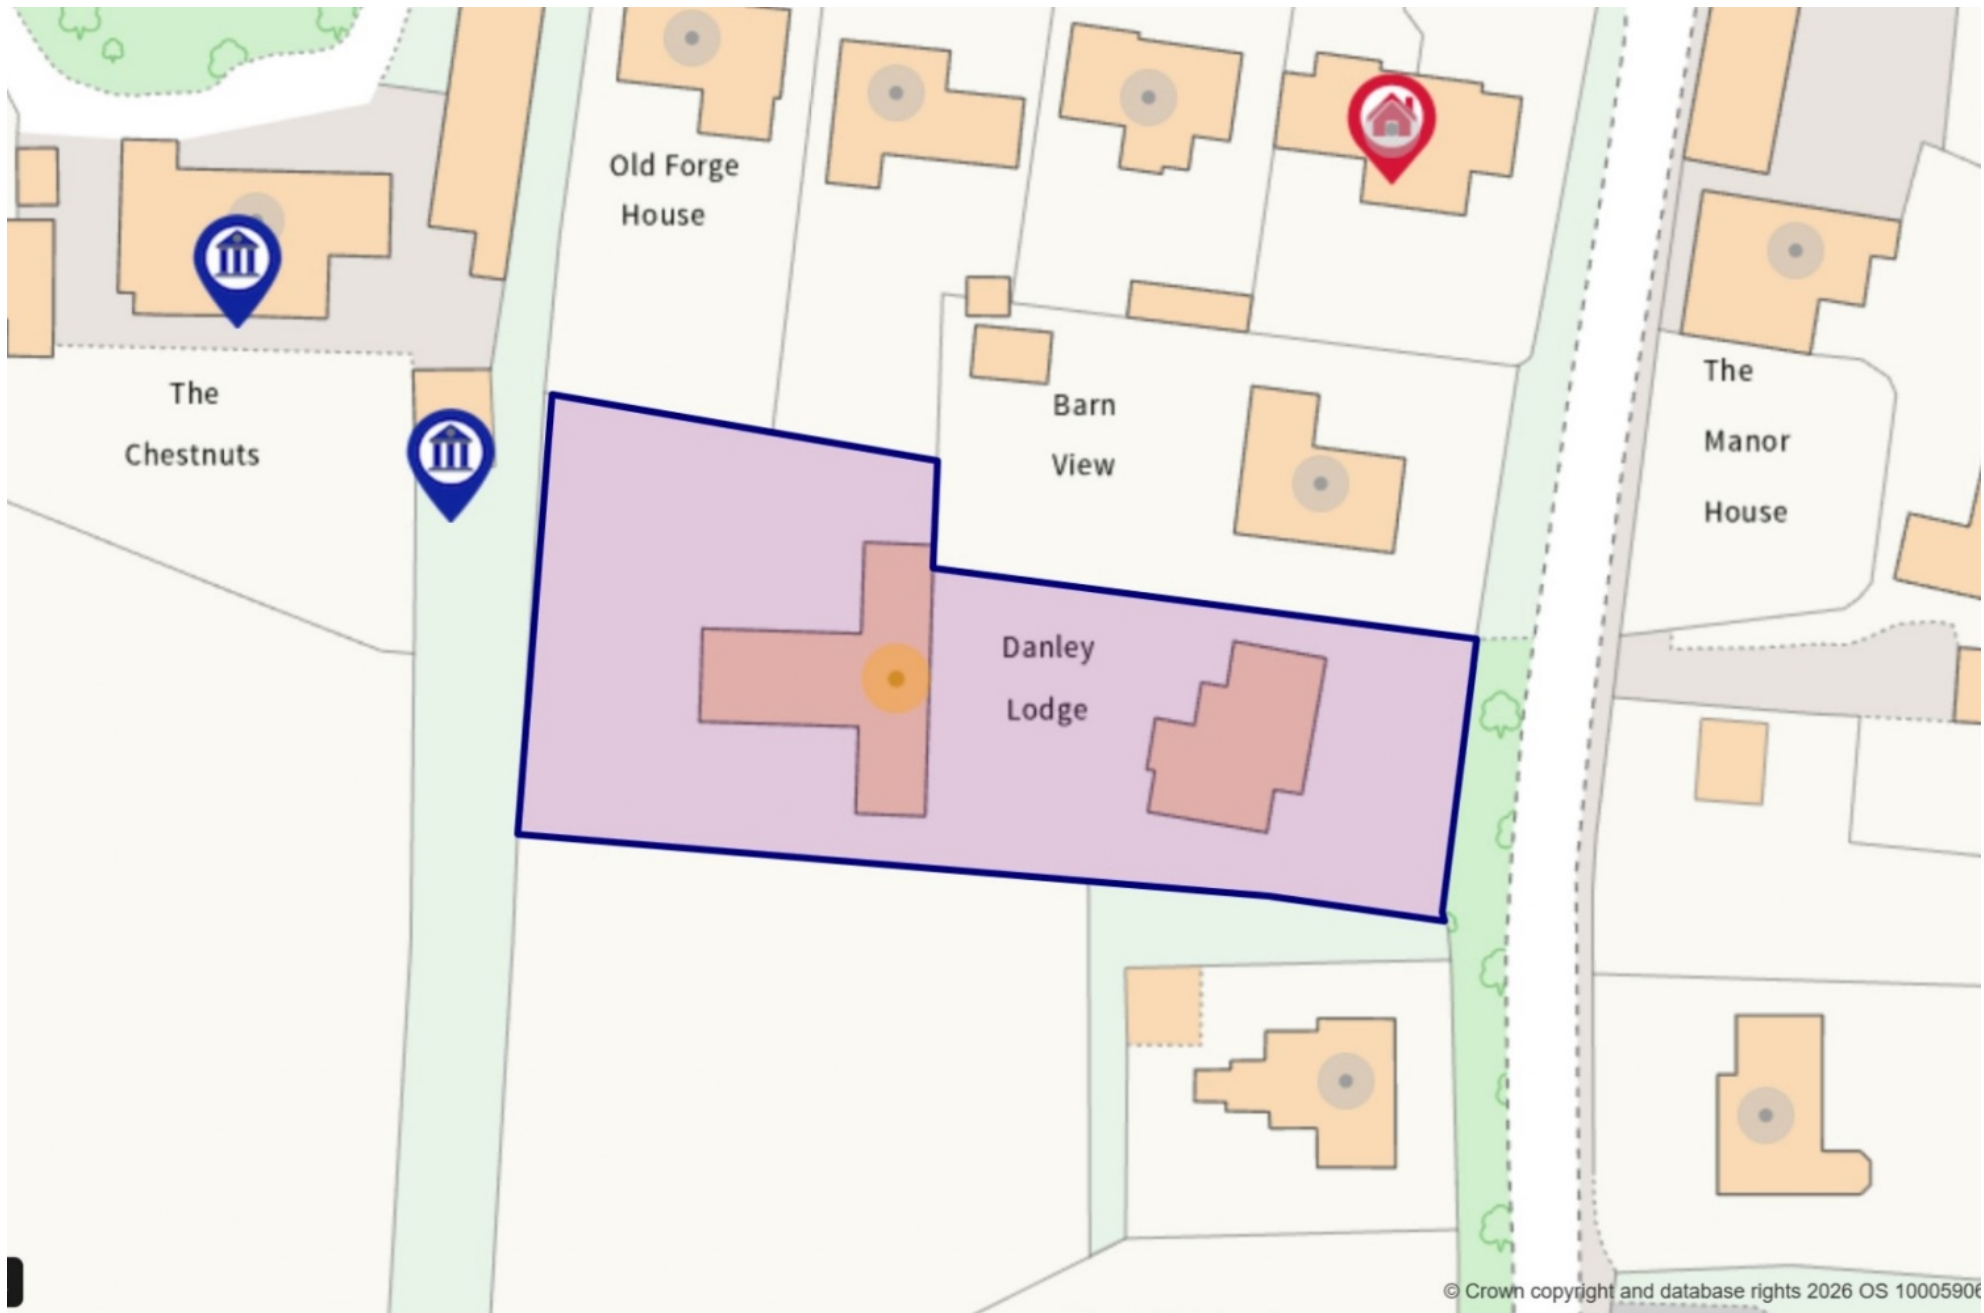 Old Forge
House
The
Chestnuts
Barn
View
The
Manor
House
Danley
Lodge
© Crown copyright and database rights 2026 OS 10005906